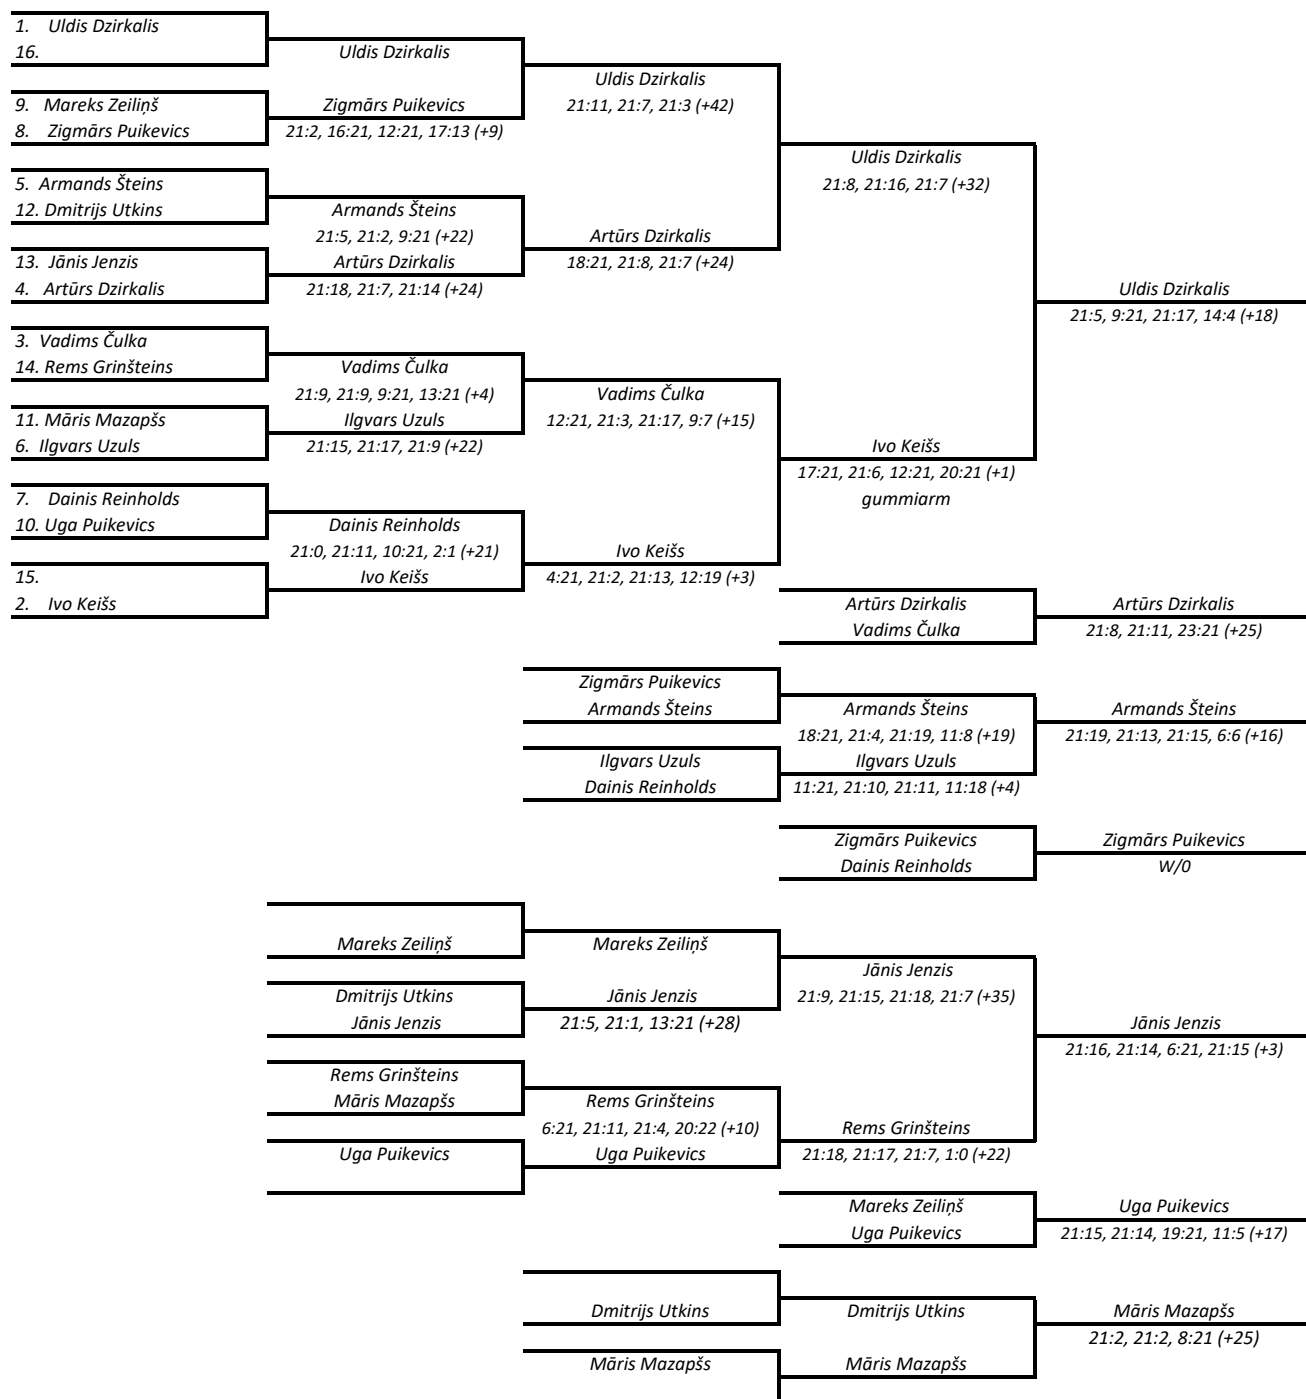 1. Uldis Dzirkalis
16.
Uldis Dzirkalis
Uldis Dzirkalis
21:11, 21:7, 21:3 (+42)
9. Mareks Zeiliņš
8. Zigmārs Puikevics
Zigmārs Puikevics
21:2, 16:21, 12:21, 17:13 (+9)
Uldis Dzirkalis
21:8, 21:16, 21:7 (+32)
5. Armands Šteins
12. Dmitrijs Utkins
Armands Šteins
21:5, 21:2, 9:21 (+22)
Artūrs Dzirkalis
18:21, 21:8, 21:7 (+24)
13. Jānis Jenzis
4. Artūrs Dzirkalis
Artūrs Dzirkalis
21:18, 21:7, 21:14 (+24)
Uldis Dzirkalis
21:5, 9:21, 21:17, 14:4 (+18)
3. Vadims Čulka
14. Rems Grinšteins
Vadims Čulka
21:9, 21:9, 9:21, 13:21 (+4)
Vadims Čulka
12:21, 21:3, 21:17, 9:7 (+15)
11. Māris Mazapšs
6. Ilgvars Uzuls
Ilgvars Uzuls
21:15, 21:17, 21:9 (+22)
Ivo Keišs
17:21, 21:6, 12:21, 20:21 (+1)
gummiarm
7. Dainis Reinholds
10. Uga Puikevics
Dainis Reinholds
21:0, 21:11, 10:21, 2:1 (+21)
Ivo Keišs
4:21, 21:2, 21:13, 12:19 (+3)
15.
2. Ivo Keišs
Ivo Keišs
Artūrs Dzirkalis
Vadims Čulka
Artūrs Dzirkalis
21:8, 21:11, 23:21 (+25)
Zigmārs Puikevics
Armands Šteins
Armands Šteins
18:21, 21:4, 21:19, 11:8 (+19)
Armands Šteins
21:19, 21:13, 21:15, 6:6 (+16)
Ilgvars Uzuls
Dainis Reinholds
Ilgvars Uzuls
11:21, 21:10, 21:11, 11:18 (+4)
Zigmārs Puikevics
Dainis Reinholds
Zigmārs Puikevics
W/0
Mareks Zeiliņš
Mareks Zeiliņš
Jānis Jenzis
21:9, 21:15, 21:18, 21:7 (+35)
Dmitrijs Utkins
Jānis Jenzis
Jānis Jenzis
21:5, 21:1, 13:21 (+28)
Jānis Jenzis
21:16, 21:14, 6:21, 21:15 (+3)
Rems Grinšteins
Māris Mazapšs
Rems Grinšteins
6:21, 21:11, 21:4, 20:22 (+10)
Rems Grinšteins
21:18, 21:17, 21:7, 1:0 (+22)
Uga Puikevics
Uga Puikevics
Mareks Zeiliņš
Uga Puikevics
Uga Puikevics
21:15, 21:14, 19:21, 11:5 (+17)
Dmitrijs Utkins
Dmitrijs Utkins
Māris Mazapšs
21:2, 21:2, 8:21 (+25)
Māris Mazapšs
Māris Mazapšs